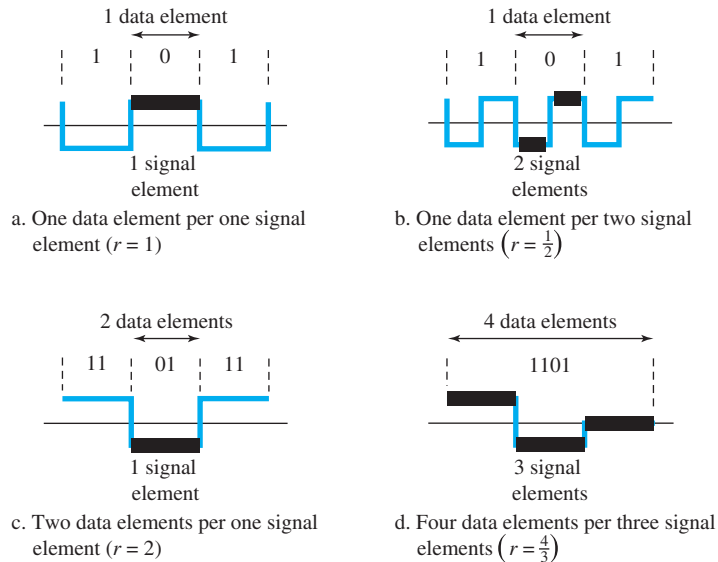 1 data element
1 0 1
1 signal
element
a. One data element per one signal
element (r = 1)
1 data element
1 0 1
2 signal
elements
b. One data element per two signal
elements (r = 1/2)
2 data elements
11 01 11
1 signal
element
c. Two data elements per one signal
element (r = 2)
4 data elements
1101
3 signal
elements
d. Four data elements per three signal
elements (r = 4/3)